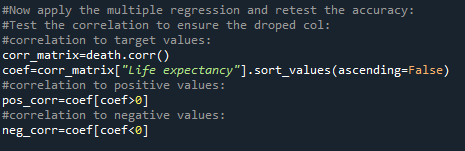 #Now apply the multiple regression and retest the accuracy:
#Test the correlation to ensure the droped col:
#correlation to target values:
corr_matrix=death.corr()
coef=corr_matrix["Life expectancy"].sort_values(ascending=False)
#correlation to positive values:
pos_corr=coef[coef>0]
#correlation to negative values:
neg_corr=coef[coef<0]